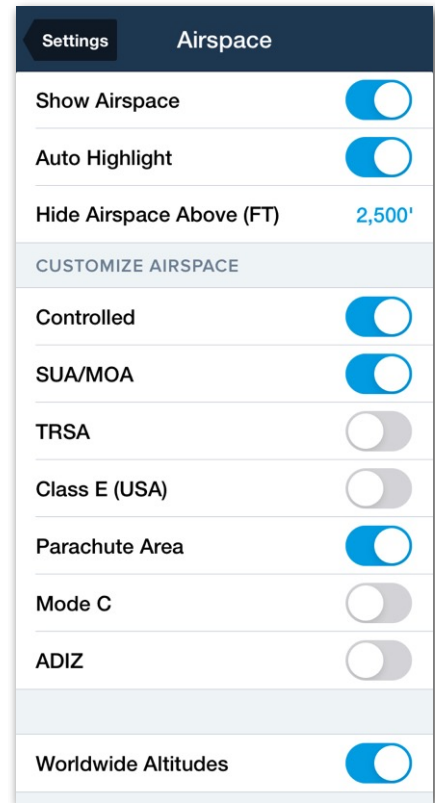 Settings Airspace
Show Airspace
Auto Highlight
Hide Airspace Above (FT) 2,500'
CUSTOMIZE AIRSPACE
Controlled
SUA/MOA
TRSA
Class E (USA)
Parachute Area
Mode C
ADIZ
Worldwide Altitudes